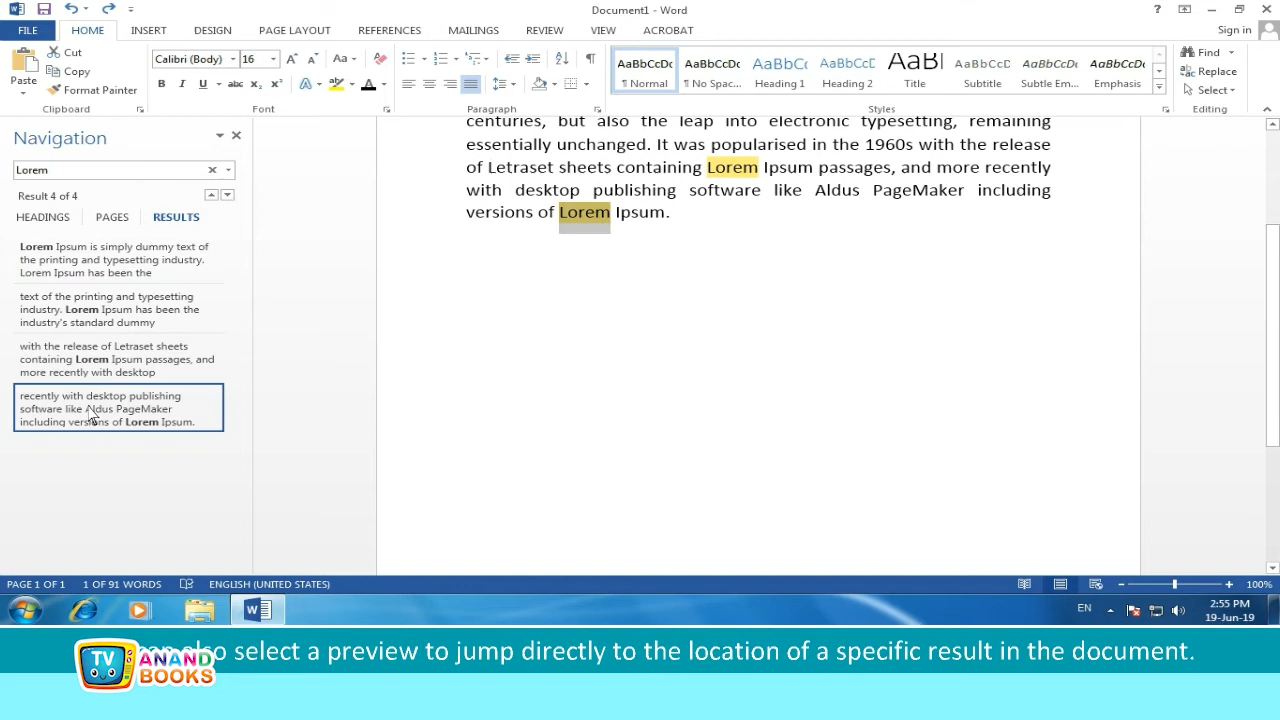 Document1 - Word
FILE HOME INSERT DESIGN PAGE LAYOUT REFERENCES MAILINGS REVIEW VIEW ACROBAT Sign in
Paste
Cut
Copy
Format Painter
Clipboard
Calibri (Body) 16
Font
Paragraph
AaBbCcDc AaBbCcDc AaBbCc AaBbCcC AaBbC AaBbCcC AaBbCcDc AaBbCcDc
¶ Normal ¶ No Spac... Heading 1 Heading 2 Title Subtitle Subtle Em... Emphasis
Styles
Find
Replace
Select
Editing
Navigation
Lorem
Result 4 of 4
HEADINGS PAGES RESULTS
Lorem Ipsum is simply dummy text of
the printing and typesetting industry.
Lorem Ipsum has been the
text of the printing and typesetting
industry. Lorem Ipsum has been the
industry's standard dummy
with the release of Letraset sheets
containing Lorem Ipsum passages, and
more recently with desktop
recently with desktop publishing
software like Aldus PageMaker
including versions of Lorem Ipsum.
centuries, but also the leap into electronic typesetting, remaining
essentially unchanged. It was popularised in the 1960s with the release
of Letraset sheets containing Lorem Ipsum passages, and more recently
with desktop publishing software like Aldus PageMaker including
versions of Lorem Ipsum.
PAGE 1 OF 1 1 OF 91 WORDS ENGLISH (UNITED STATES) 100%
EN
2:55 PM
19-Jun-19
also select a preview to jump directly to the location of a specific result in the document.
TV
ANAND
BOOKS